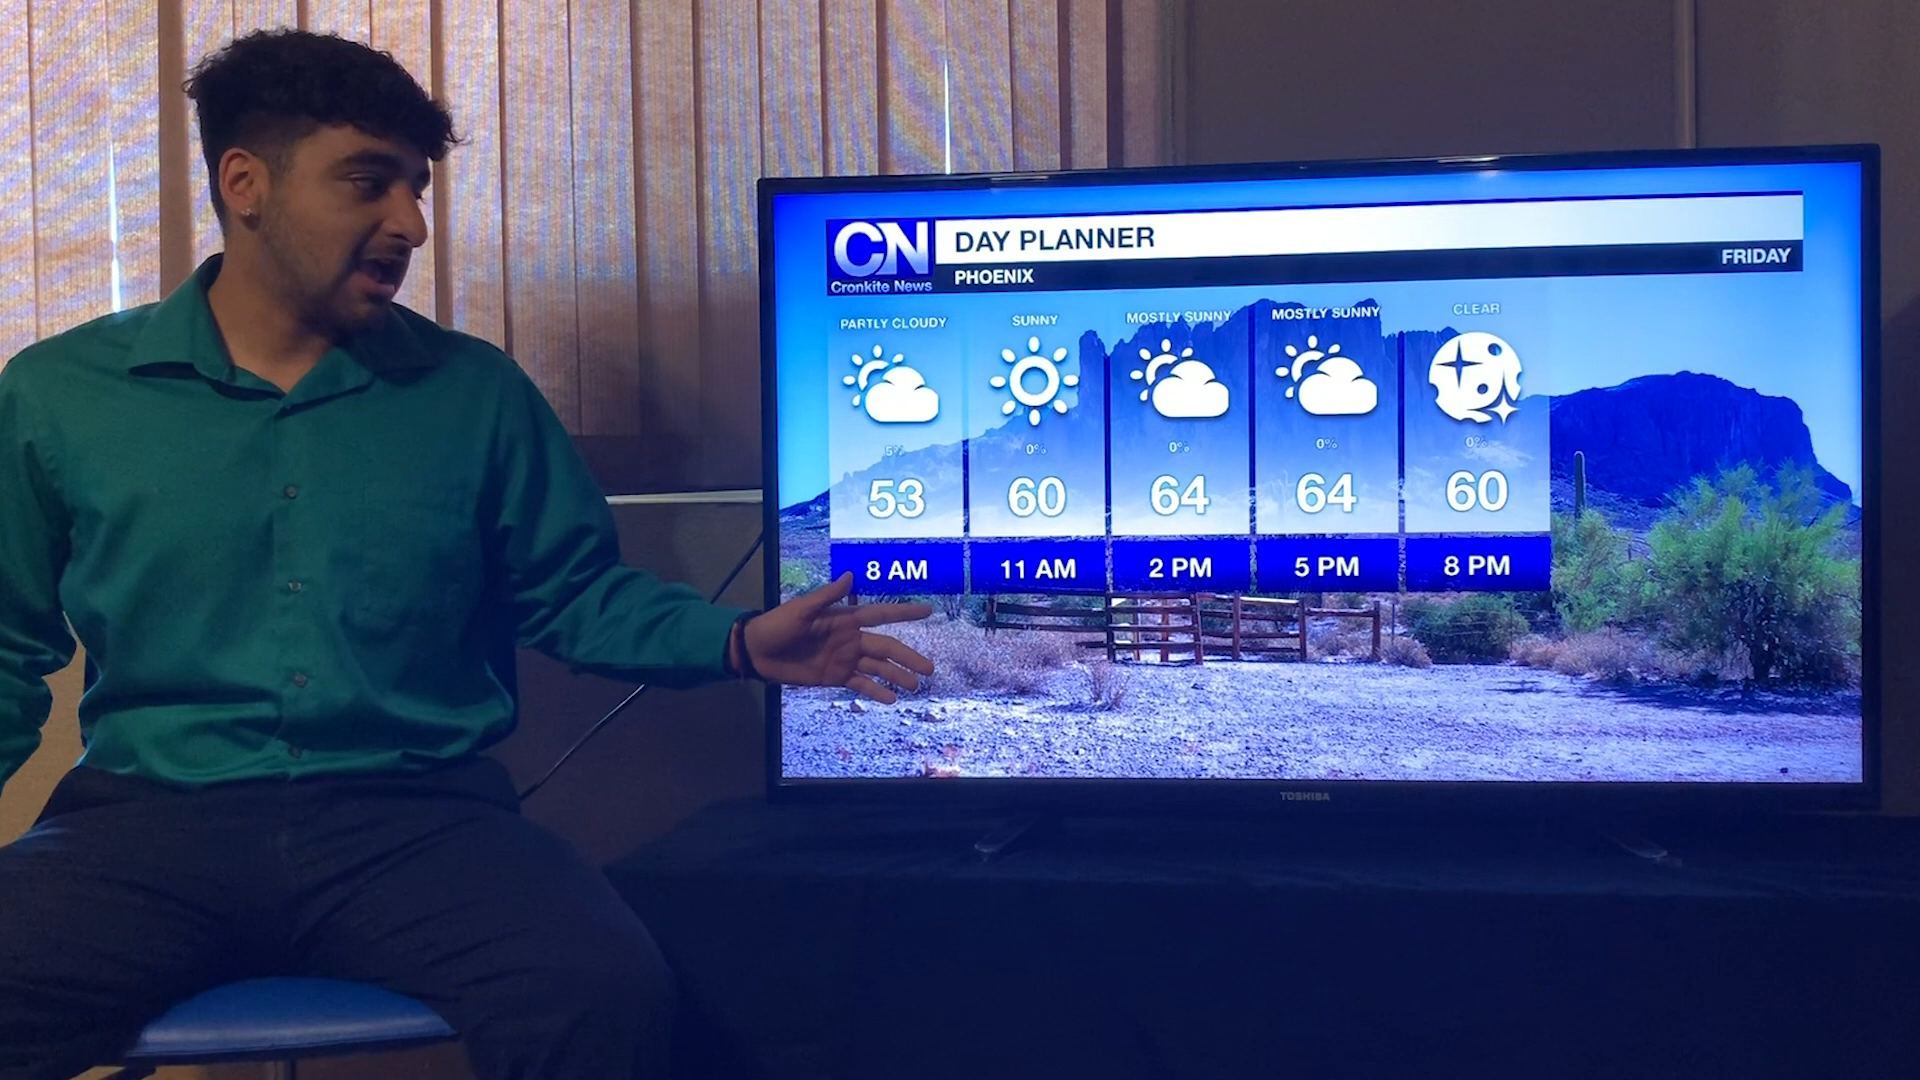 CN
Cronkite News
DAY PLANNER
PHOENIX
FRIDAY
PARTLY CLOUDY
SUNNY
MOSTLY SUNNY
MOSTLY SUNNY
CLEAR
5%
0%
0%
0%
0%
53
60
64
64
60
8 AM
11 AM
2 PM
5 PM
8 PM
TOSHIBA